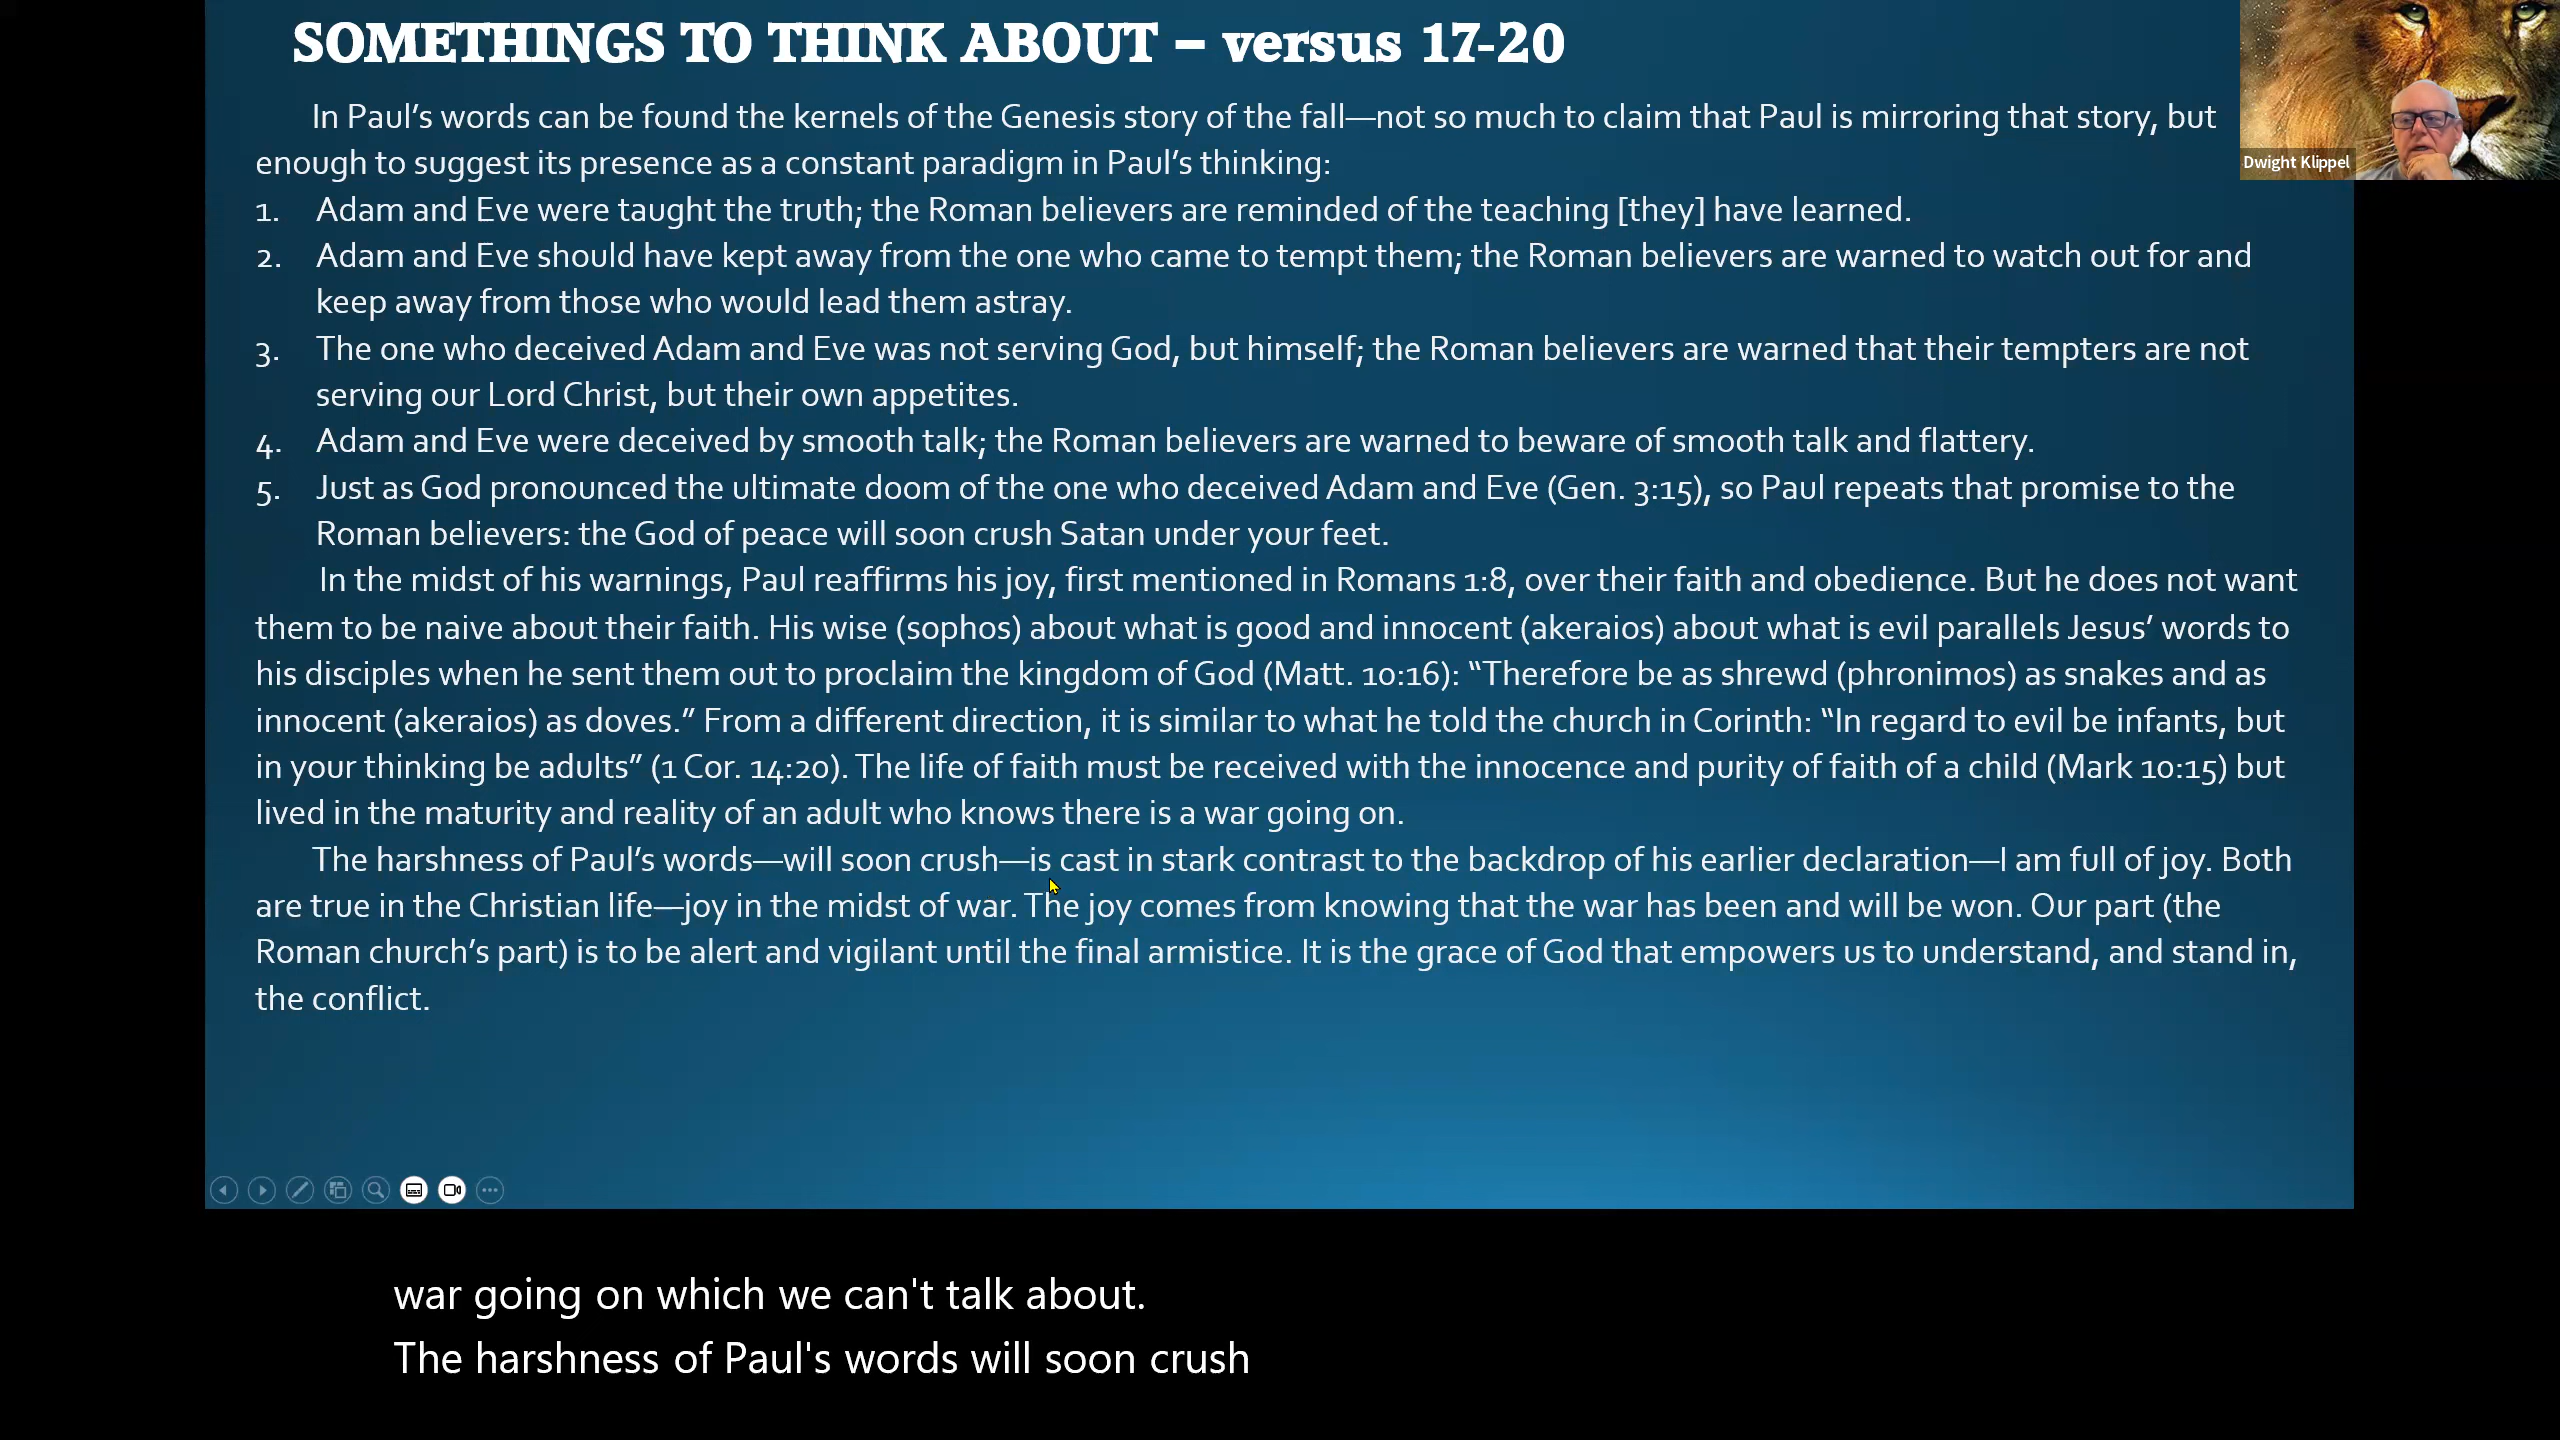 SOMETHINGS TO THINK ABOUT – versus 17-20
Dwight Klippel
In Paul’s words can be found the kernels of the Genesis story of the fall—not so much to claim that Paul is mirroring that story, but
enough to suggest its presence as a constant paradigm in Paul’s thinking:
1. Adam and Eve were taught the truth; the Roman believers are reminded of the teaching [they] have learned.
2. Adam and Eve should have kept away from the one who came to tempt them; the Roman believers are warned to watch out for and
keep away from those who would lead them astray.
3. The one who deceived Adam and Eve was not serving God, but himself; the Roman believers are warned that their tempters are not
serving our Lord Christ, but their own appetites.
4. Adam and Eve were deceived by smooth talk; the Roman believers are warned to beware of smooth talk and flattery.
5. Just as God pronounced the ultimate doom of the one who deceived Adam and Eve (Gen. 3:15), so Paul repeats that promise to the
Roman believers: the God of peace will soon crush Satan under your feet.
In the midst of his warnings, Paul reaffirms his joy, first mentioned in Romans 1:8, over their faith and obedience. But he does not want
them to be naive about their faith. His wise (sophos) about what is good and innocent (akeraios) about what is evil parallels Jesus’ words to
his disciples when he sent them out to proclaim the kingdom of God (Matt. 10:16): “Therefore be as shrewd (phronimos) as snakes and as
innocent (akeraios) as doves.” From a different direction, it is similar to what he told the church in Corinth: “In regard to evil be infants, but
in your thinking be adults” (1 Cor. 14:20). The life of faith must be received with the innocence and purity of faith of a child (Mark 10:15) but
lived in the maturity and reality of an adult who knows there is a war going on.
The harshness of Paul’s words—will soon crush—is cast in stark contrast to the backdrop of his earlier declaration—I am full of joy. Both
are true in the Christian life—joy in the midst of war. The joy comes from knowing that the war has been and will be won. Our part (the
Roman church’s part) is to be alert and vigilant until the final armistice. It is the grace of God that empowers us to understand, and stand in,
the conflict.
war going on which we can't talk about.
The harshness of Paul's words will soon crush